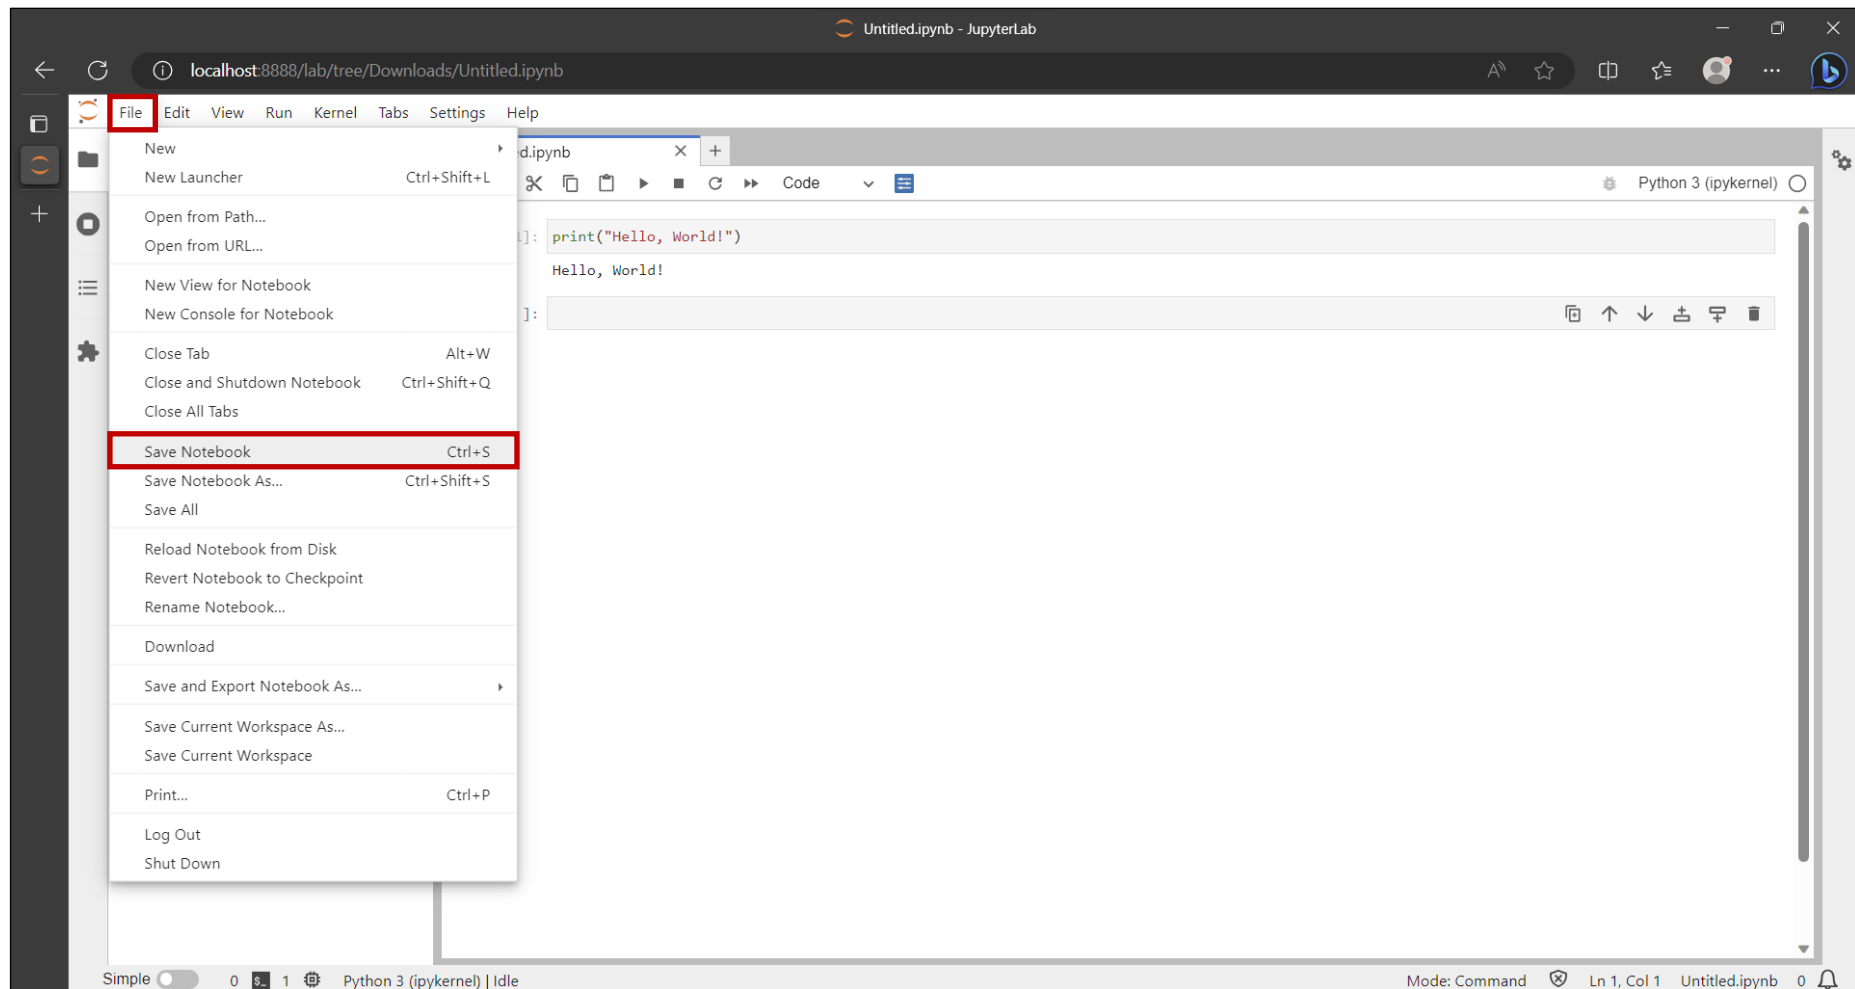 Untitled.ipynb - JupyterLab
localhost:8888/lab/tree/Downloads/Untitled.ipynb
File Edit View Run Kernel Tabs Settings Help
New
New Launcher Ctrl+Shift+L
Open from Path...
Open from URL...
New View for Notebook
New Console for Notebook
Close Tab Alt+W
Close and Shutdown Notebook Ctrl+Shift+Q
Close All Tabs
Save Notebook Ctrl+S
Save Notebook As... Ctrl+Shift+S
Save All
Reload Notebook from Disk
Revert Notebook to Checkpoint
Rename Notebook...
Download
Save and Export Notebook As...
Save Current Workspace As...
Save Current Workspace
Print... Ctrl+P
Log Out
Shut Down
d.ipynb
Code Python 3 (ipykernel)
1]: print("Hello, World!")
Hello, World!
]:
Simple 0 $_ 1 Python 3 (ipykernel) | Idle Mode: Command Ln 1, Col 1 Untitled.ipynb 0